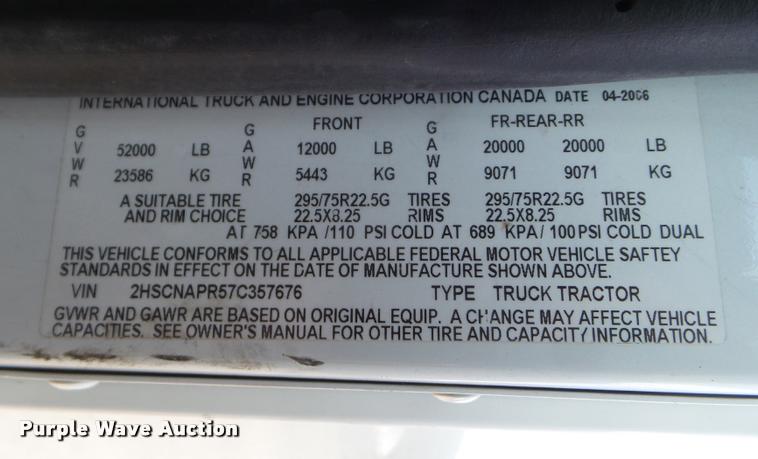 INTERNATIONAL TRUCK AND ENGINE CORPORATION CANADA DATE 04-2006
GVWR GAWR FRONT GAWR FR-REAR-RR
52000 LB 12000 LB 20000 20000 LB
23586 KG 5443 KG 9071 9071 KG
A SUITABLE TIRE 295/75R22.5G TIRES 295/75R22.5G TIRES
AND RIM CHOICE 22.5X8.25 RIMS 22.5X8.25 RIMS
AT 758 KPA/110 PSI COLD AT 689 KPA/100PSI COLD DUAL
THIS VEHICLE CONFORMS TO ALL APPLICABLE FEDERAL MOTOR VEHICLE SAFTEY
STANDARDS IN EFFECT ON THE DATE OF MANUFACTURE SHOWN ABOVE.
VIN 2HSCNAPR57C357676 TYPE TRUCK TRACTOR
GVWR AND GAWR ARE BASED ON ORIGINAL EQUIP. A CHANGE MAY AFFECT VEHICLE
CAPACITIES. SEE OWNER'S MANUAL FOR OTHER TIRE AND CAPACITY INFORMATION.
Purple Wave Auction